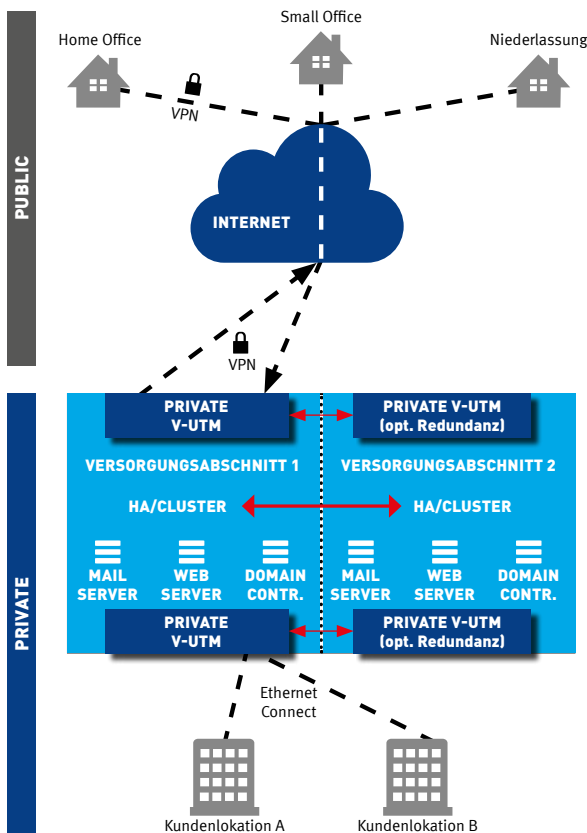 Home Office
Small Office
Niederlassung
VPN
PUBLIC
INTERNET
VPN
PRIVATE
PRIVATE
V-UTM
PRIVATE V-UTM
(opt. Redundanz)
VERSORGUNGSABSCHNITT 1
VERSORGUNGSABSCHNITT 2
HA/CLUSTER
HA/CLUSTER
MAIL
SERVER
WEB
SERVER
DOMAIN
CONTR.
MAIL
SERVER
WEB
SERVER
DOMAIN
CONTR.
PRIVATE
V-UTM
PRIVATE V-UTM
(opt. Redundanz)
Ethernet
Connect
Kundenlokation A
Kundenlokation B